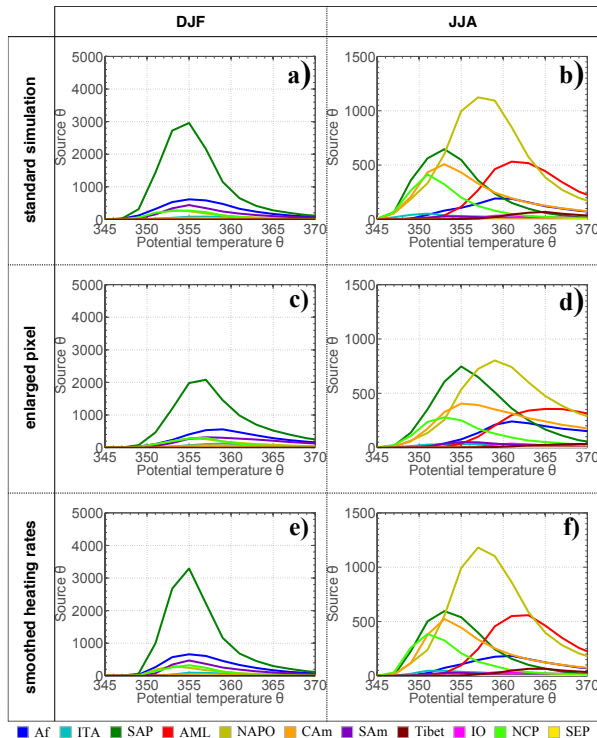 DJF JJA
standard simulation
a)
Source θ
5000
4000
3000
2000
1000
0
345 350 355 360 365 370
Potential temperature θ
b)
Source θ
1500
1000
500
0
345 350 355 360 365 370
Potential temperature θ
enlarged pixel
c)
Source θ
5000
4000
3000
2000
1000
0
345 350 355 360 365 370
Potential temperature θ
d)
Source θ
1500
1000
500
0
345 350 355 360 365 370
Potential temperature θ
smoothed heating rates
e)
Source θ
5000
4000
3000
2000
1000
0
345 350 355 360 365 370
Potential temperature θ
f)
Source θ
1500
1000
500
0
345 350 355 360 365 370
Potential temperature θ
Af ITA SAP AML NAPO CAm SAm Tibet IO NCP SEP